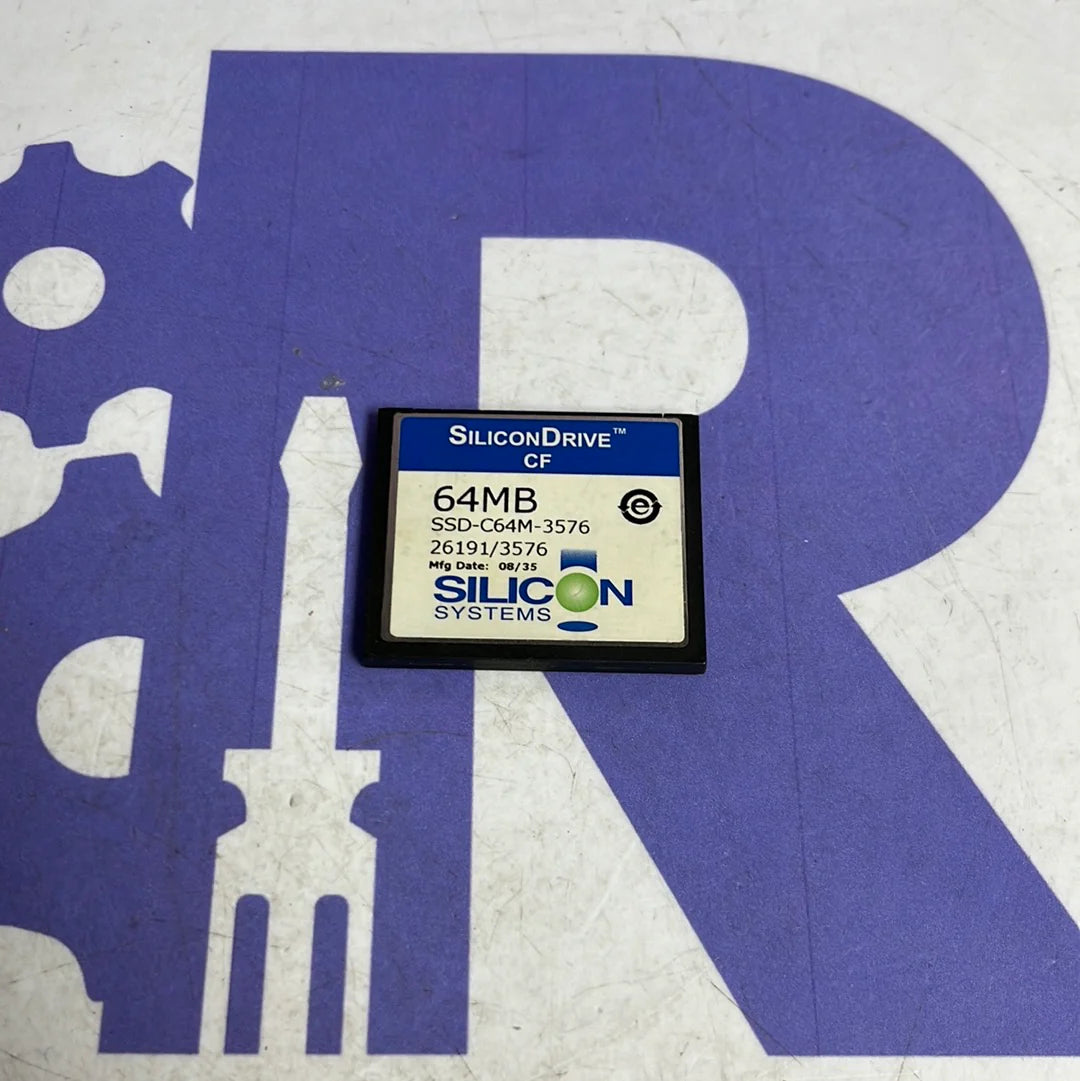 R
SILICONDRIVE™
CF
64MB
e
SSD-C64M-3576
26191/3576
Mfg Date: 08/35
SILICON
SYSTEMS